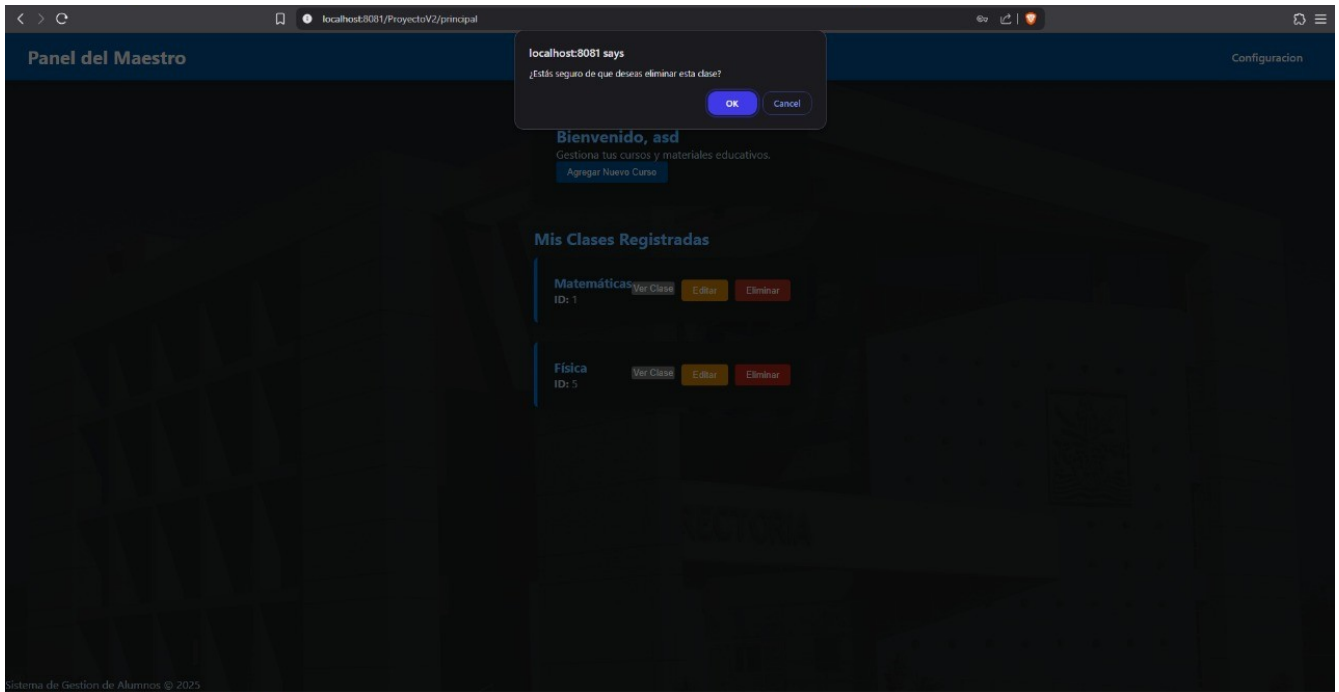 localhost:8081/ProyectoV2/principal
Panel del Maestro
Configuracion
localhost:8081 says
¿Estás seguro de que deseas eliminar esta clase?
OK
Cancel
Bienvenido, asd
Gestiona tus cursos y materiales educativos.
Agregar Nuevo Curso
Mis Clases Registradas
Matemáticas Ver Clase Editar Eliminar
ID: 1
Física Ver Clase Editar Eliminar
ID: 5
RECTORIA
Sistema de Gestion de Alumnos © 2025